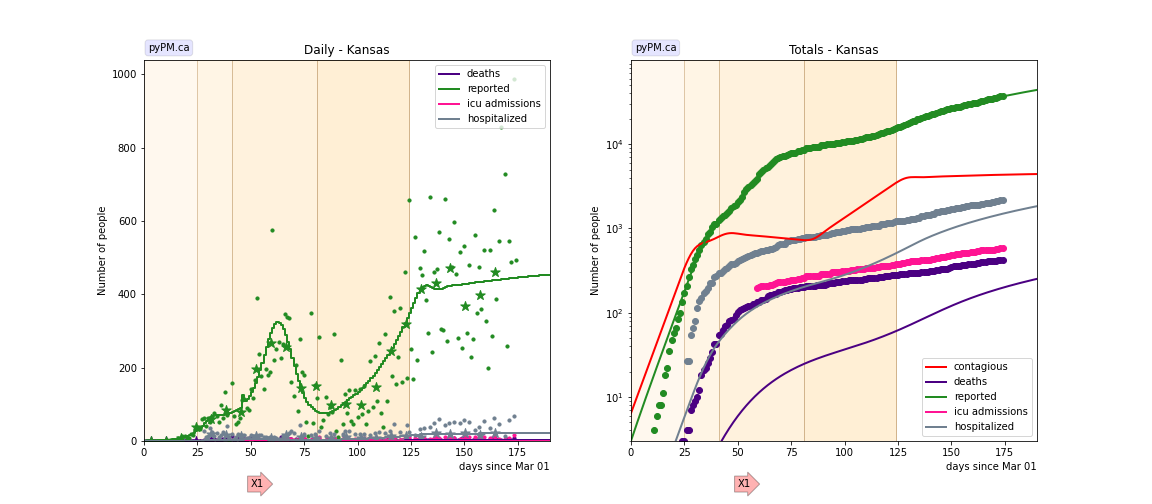 pyPM.ca
Daily - Kansas
Number of people
1000
800
600
400
200
0
0
25
50
75
100
125
150
175
days since Mar 01
deaths
reported
icu admissions
hospitalized
X1
pyPM.ca
Totals - Kansas
Number of people
10⁴
10³
10²
10¹
0
25
50
75
100
125
150
175
days since Mar 01
contagious
deaths
reported
icu admissions
hospitalized
X1